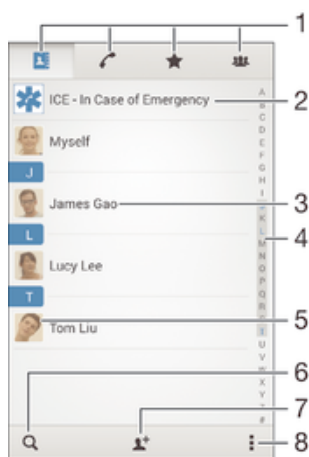 1
ICE - In Case of Emergency
2
A
B
C
D
E
F
G
H
I
Myself
J
James Gao
3
K
L
M
N
O
P
Q
R
4
L
Lucy Lee
T
Tom Liu
5
U
V
W
X
Y
#
6
7
8